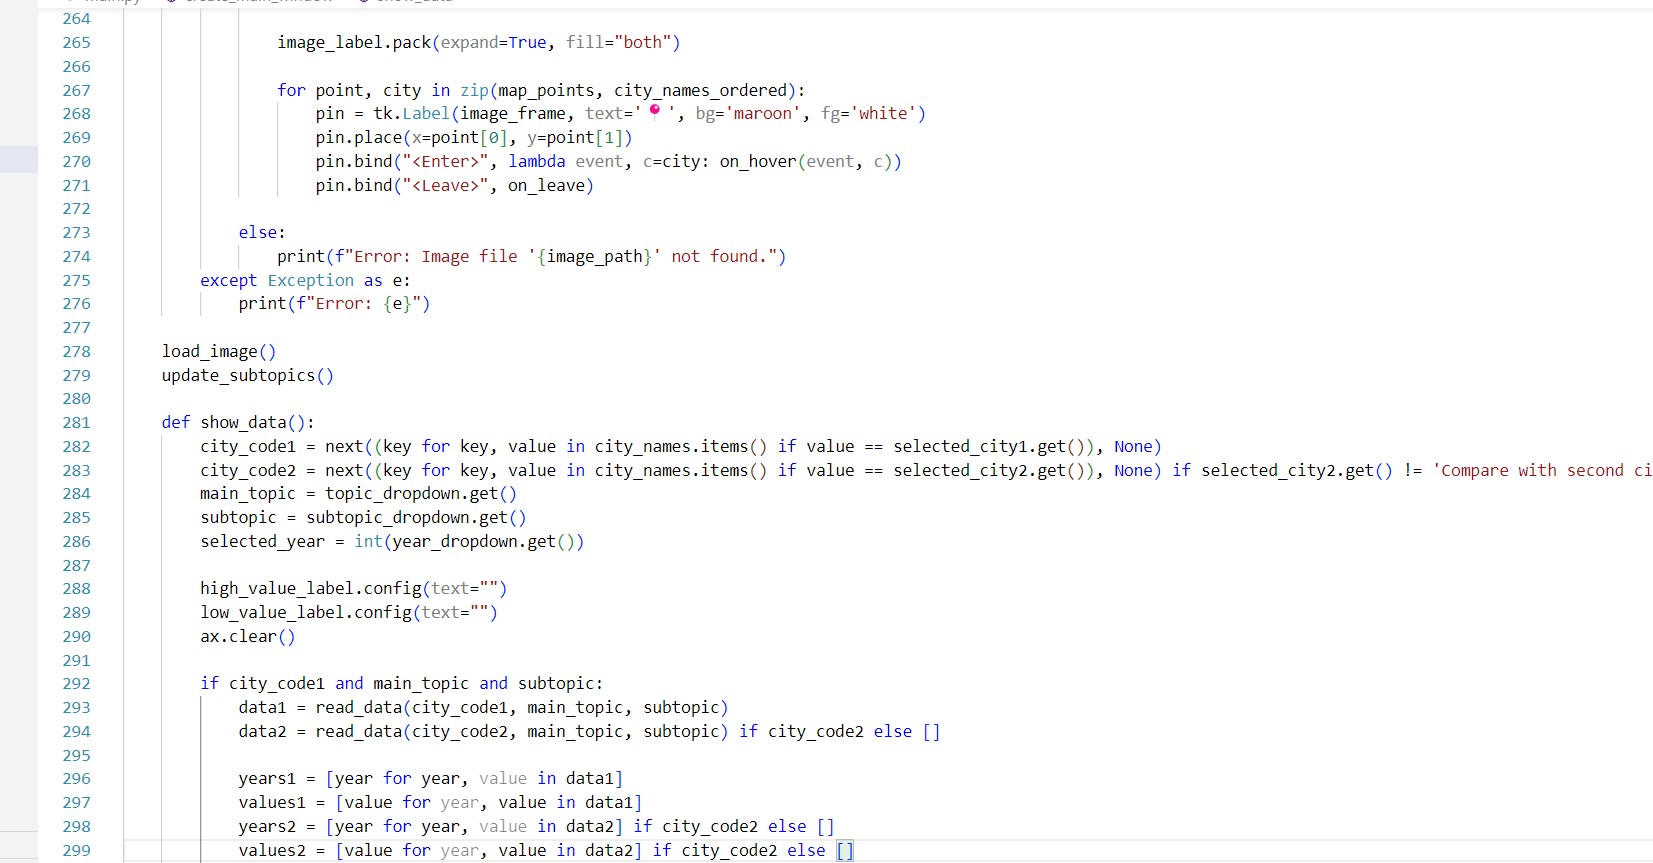 264
265 image_label.pack(expand=True, fill="both")
266
267 for point, city in zip(map_points, city_names_ordered):
268 pin = tk.Label(image_frame, text='📍', bg='maroon', fg='white')
269 pin.place(x=point[0], y=point[1])
270 pin.bind("<Enter>", lambda event, c=city: on_hover(event, c))
271 pin.bind("<Leave>", on_leave)
272
273 else:
274 print(f"Error: Image file '{image_path}' not found.")
275 except Exception as e:
276 print(f"Error: {e}")
277
278 load_image()
279 update_subtopics()
280
281 def show_data():
282 city_code1 = next((key for key, value in city_names.items() if value == selected_city1.get()), None)
283 city_code2 = next((key for key, value in city_names.items() if value == selected_city2.get()), None) if selected_city2.get() != 'Compare with second ci
284 main_topic = topic_dropdown.get()
285 subtopic = subtopic_dropdown.get()
286 selected_year = int(year_dropdown.get())
287
288 high_value_label.config(text="")
289 low_value_label.config(text="")
290 ax.clear()
291
292 if city_code1 and main_topic and subtopic:
293 data1 = read_data(city_code1, main_topic, subtopic)
294 data2 = read_data(city_code2, main_topic, subtopic) if city_code2 else []
295
296 years1 = [year for year, value in data1]
297 values1 = [value for year, value in data1]
298 years2 = [year for year, value in data2] if city_code2 else []
299 values2 = [value for year, value in data2] if city_code2 else []